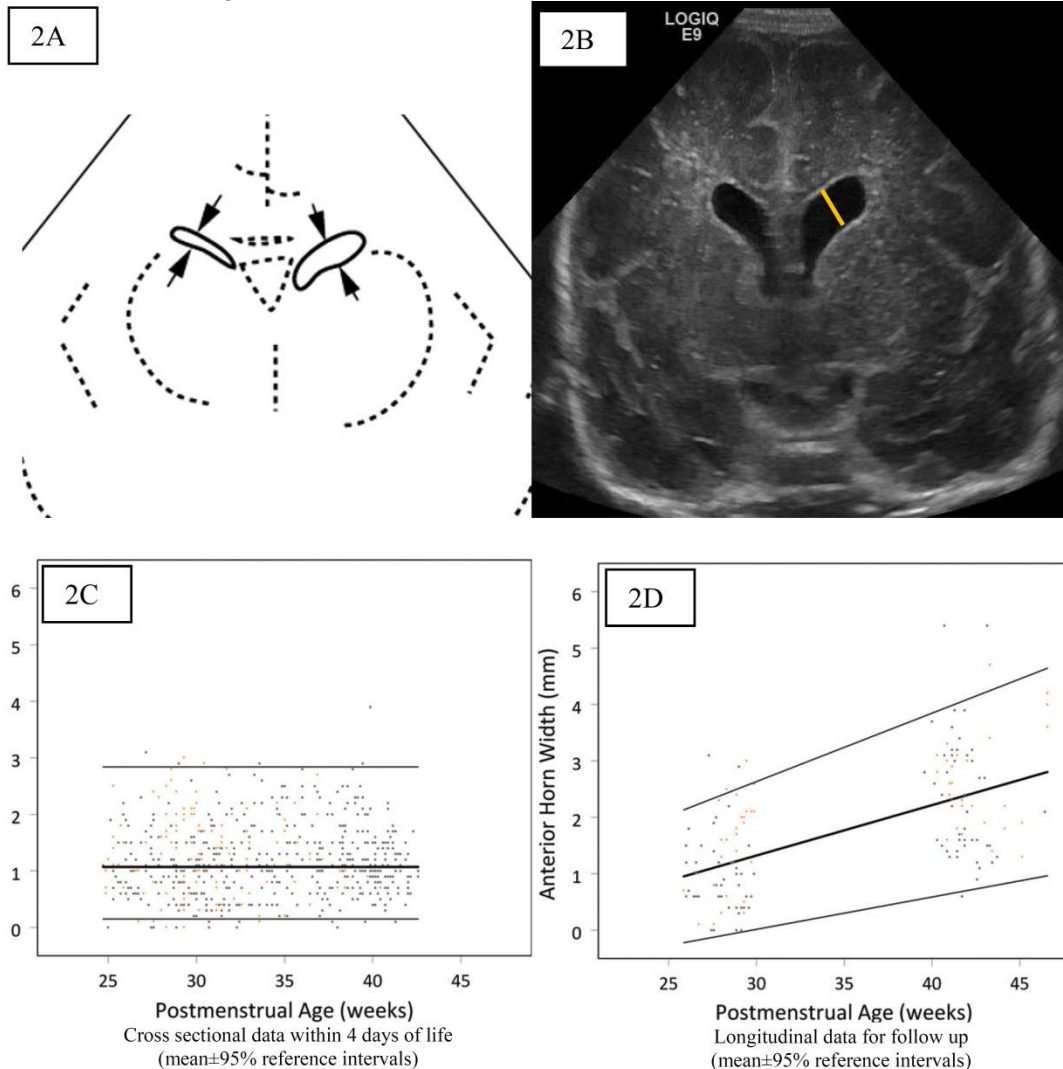 2A
2B
LOGIQ
E9
2C
6
5
4
3
2
1
0
25 30 35 40 45
Postmenstrual Age (weeks)
Cross sectional data within 4 days of life
(mean±95% reference intervals)
2D
Anterior Horn Width (mm)
6
5
4
3
2
1
0
25 30 35 40 45
Postmenstrual Age (weeks)
Longitudinal data for follow up
(mean±95% reference intervals)